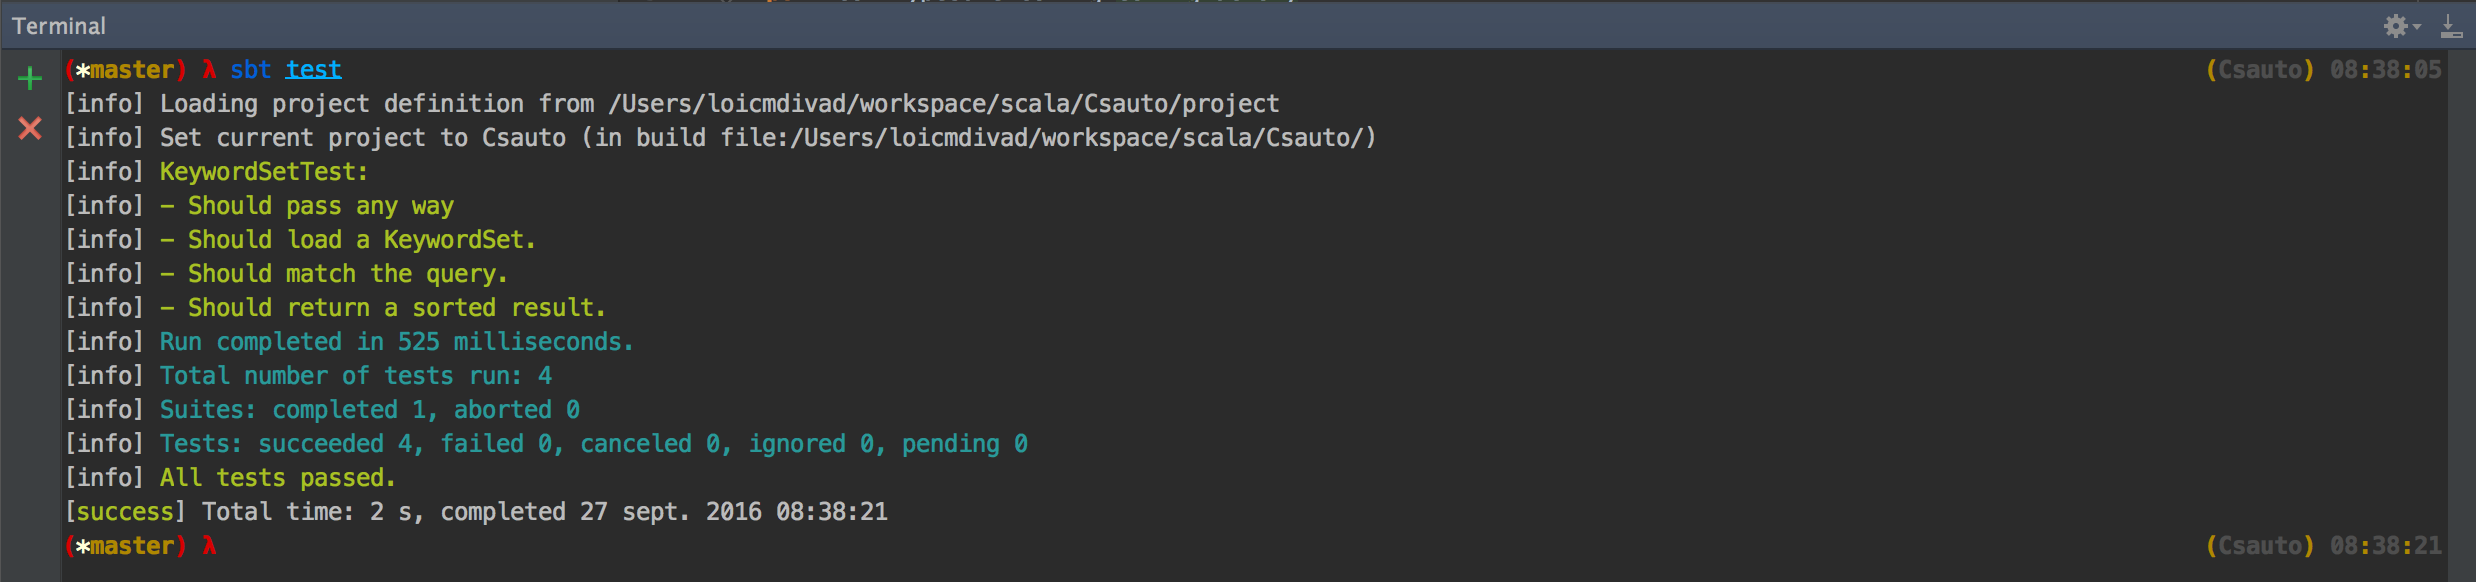 Terminal
(*master) λ sbt test (Csauto) 08:38:05
[info] Loading project definition from /Users/loicmdivad/workspace/scala/Csauto/project
[info] Set current project to Csauto (in build file:/Users/loicmdivad/workspace/scala/Csauto/)
[info] KeywordSetTest:
[info] - Should pass any way
[info] - Should load a KeywordSet.
[info] - Should match the query.
[info] - Should return a sorted result.
[info] Run completed in 525 milliseconds.
[info] Total number of tests run: 4
[info] Suites: completed 1, aborted 0
[info] Tests: succeeded 4, failed 0, canceled 0, ignored 0, pending 0
[info] All tests passed.
[success] Total time: 2 s, completed 27 sept. 2016 08:38:21
(*master) λ (Csauto) 08:38:21